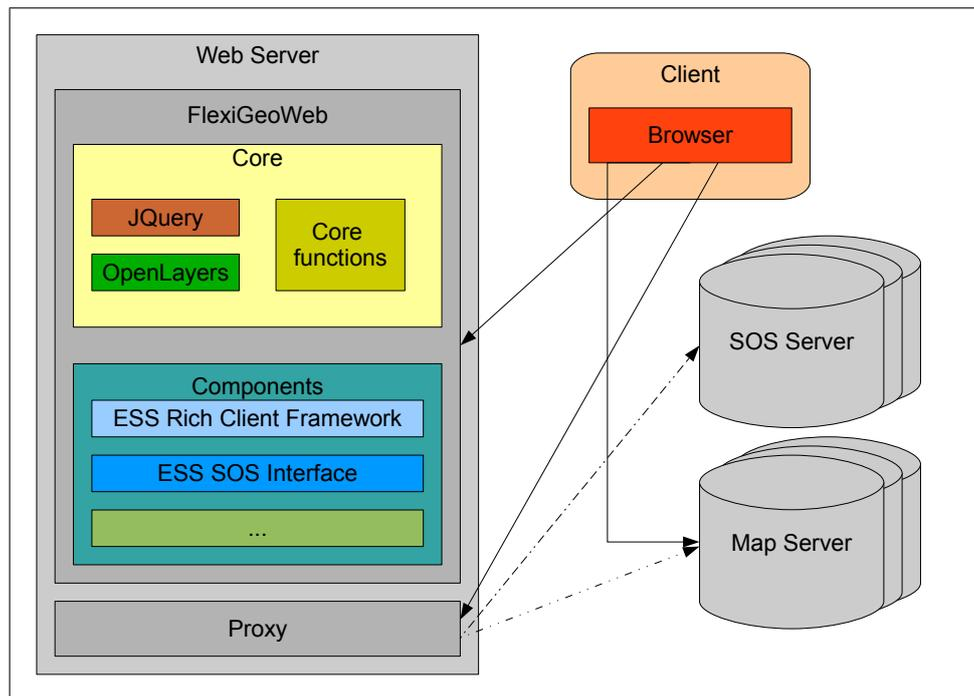 Web Server
FlexiGeoWeb
Core
JQuery
OpenLayers
Core
functions
Components
ESS Rich Client Framework
ESS SOS Interface
...
Proxy
Client
Browser
SOS Server
Map Server